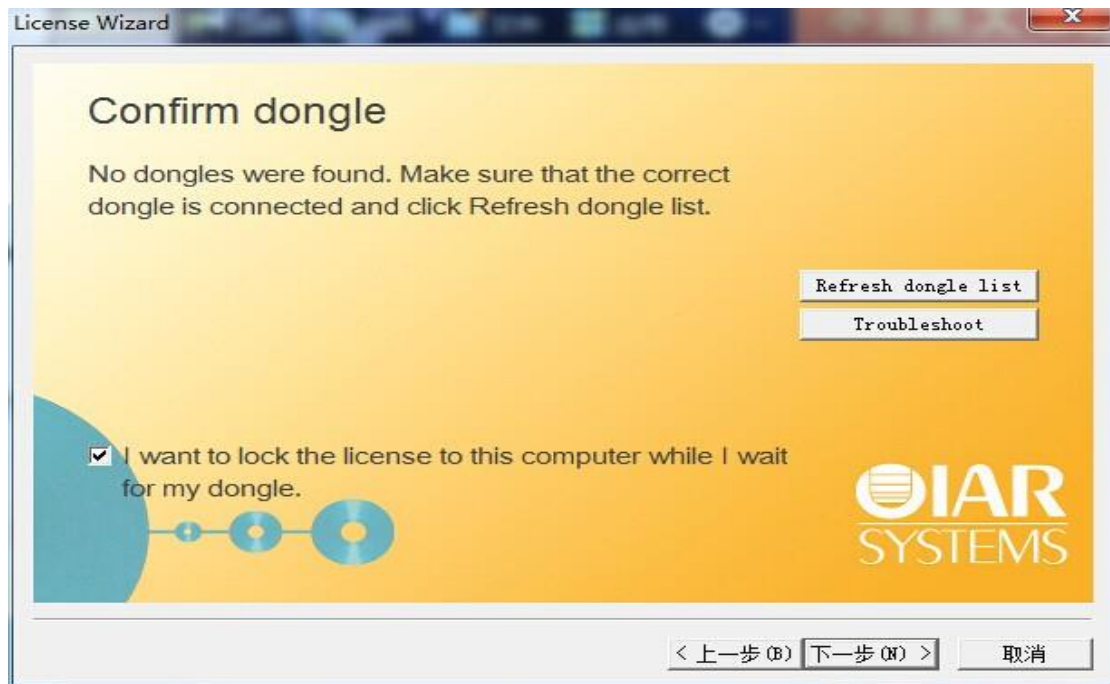 License Wizard
Confirm dongle
No dongles were found. Make sure that the correct
dongle is connected and click Refresh dongle list.
Refresh dongle list
Troubleshoot
I want to lock the license to this computer while I wait
for my dongle.
IAR
SYSTEMS
< 上一步(B) 下一步(N) > 取消